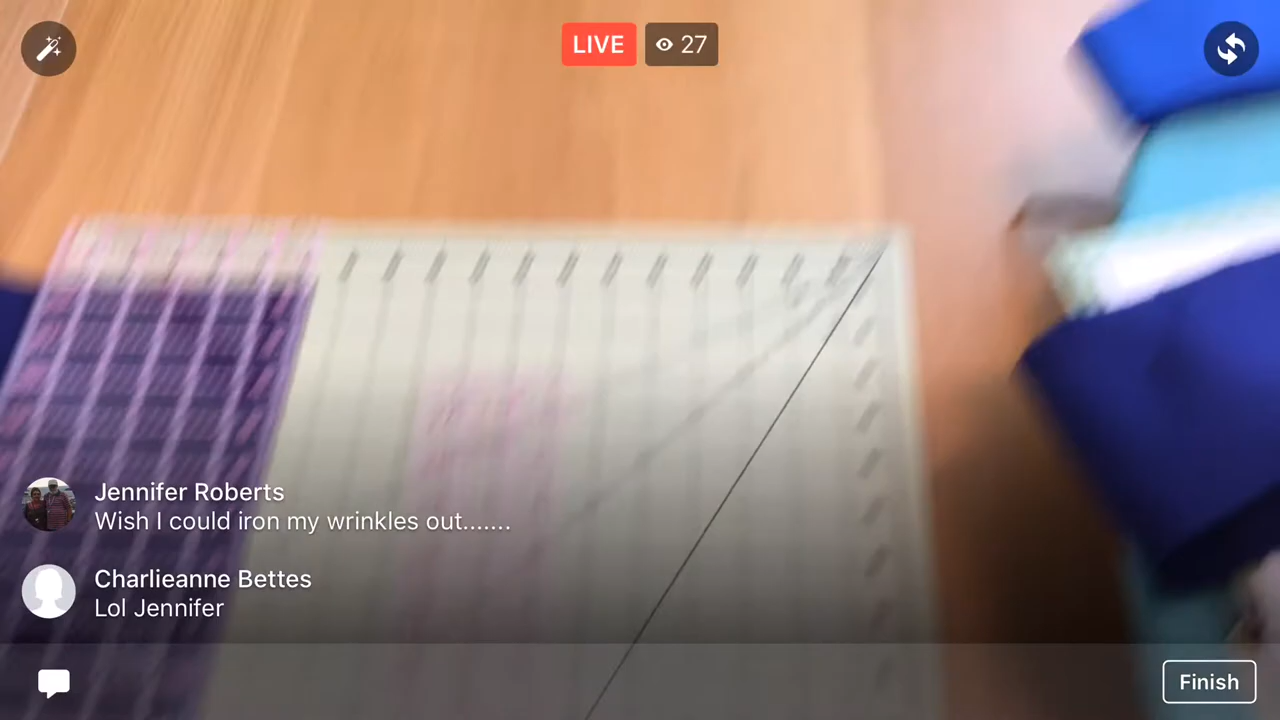 LIVE 27
Jennifer Roberts
Wish I could iron my wrinkles out.......
Charlieanne Bettes
Lol Jennifer
Finish